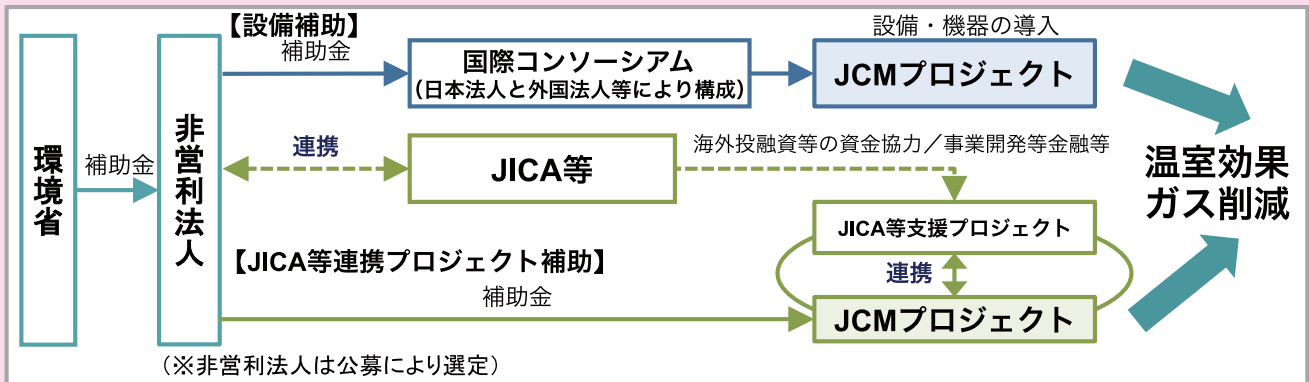 環境省
補助金
非営利法人
【設備補助】
補助金
国際コンソーシアム
（日本法人と外国法人等により構成）
設備・機器の導入
JCMプロジェクト
連携
JICA等
海外投融資等の資金協力／事業開発等金融等
JICA等支援プロジェクト
連携
【JICA等連携プロジェクト補助】
補助金
JCMプロジェクト
温室効果
ガス削減
（※非営利法人は公募により選定）